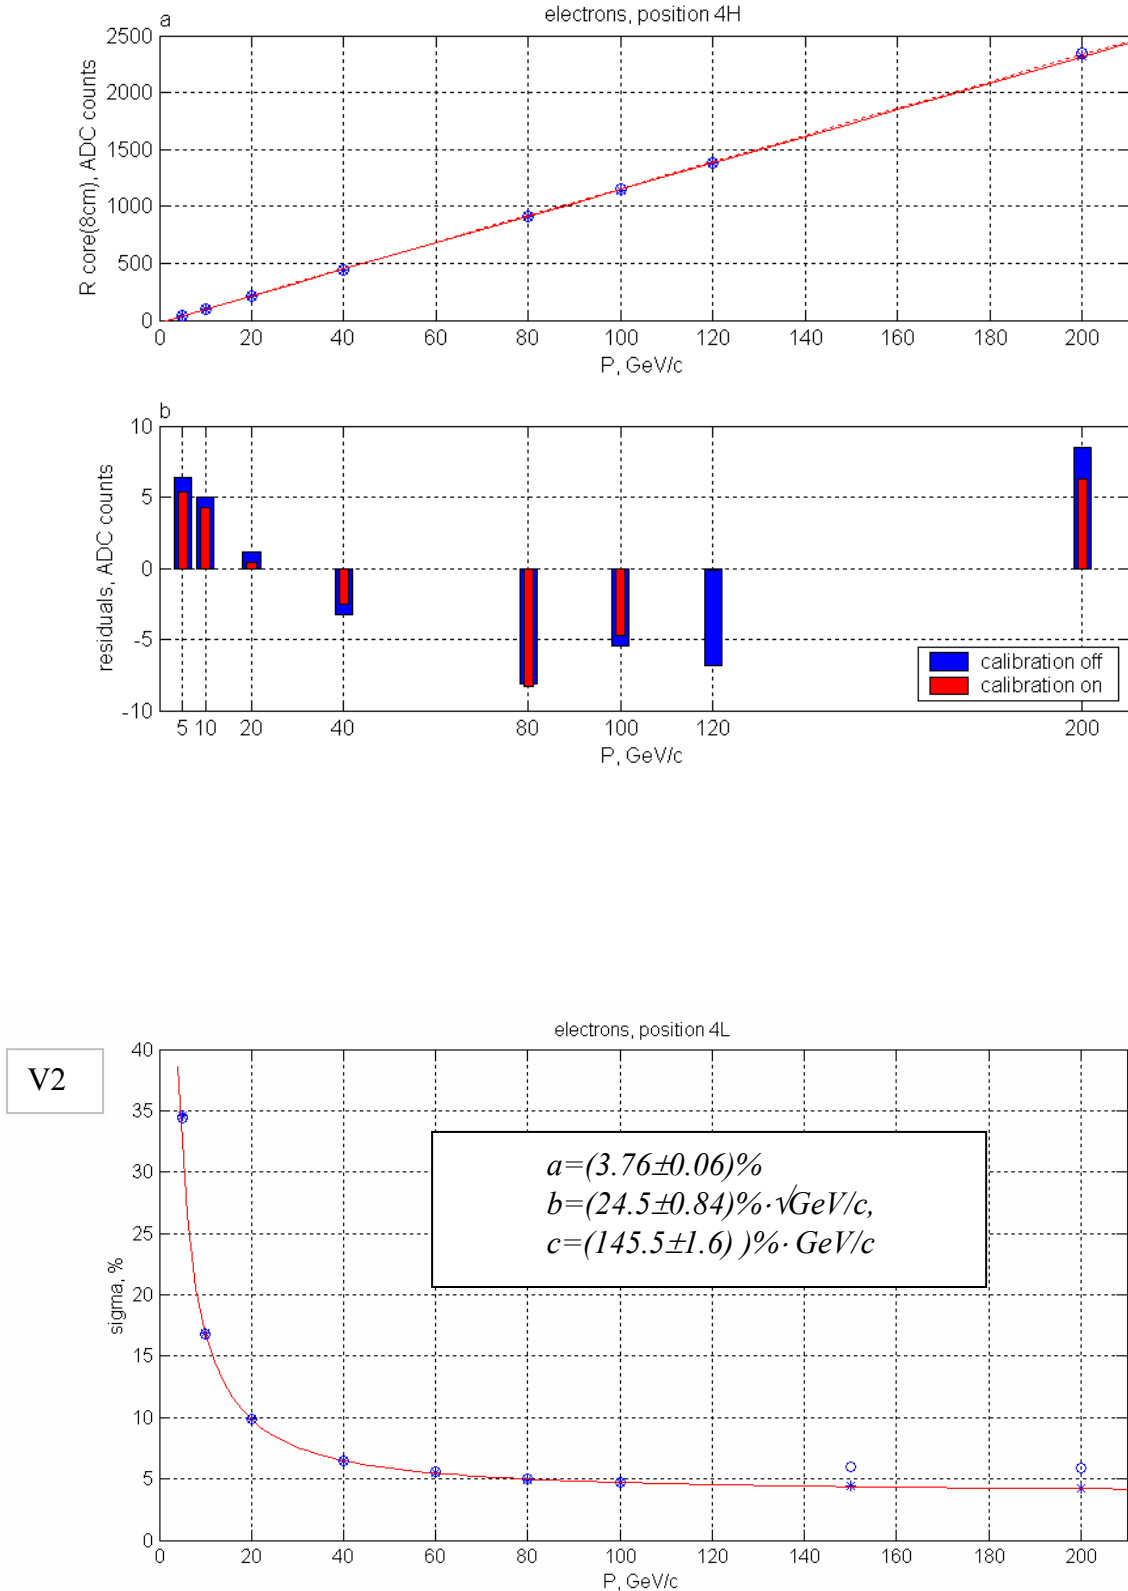 electrons, position 4H
a
2500
2000
1500
1000
500
0
R core(8cm), ADC counts
0 20 40 60 80 100 120 140 160 180 200
P, GeV/c
b
10
5
0
-5
-10
residuals, ADC counts
calibration off
calibration on
5 10 20 40 80 100 120 200
P, GeV/c
electrons, position 4L
V2
40
35
30
25
20
15
10
5
0
sigma, %
a=(3.76±0.06)%
b=(24.5±0.84)%·√GeV/c,
c=(145.5±1.6) )%· GeV/c
0 20 40 60 80 100 120 140 160 180 200
P, GeV/c